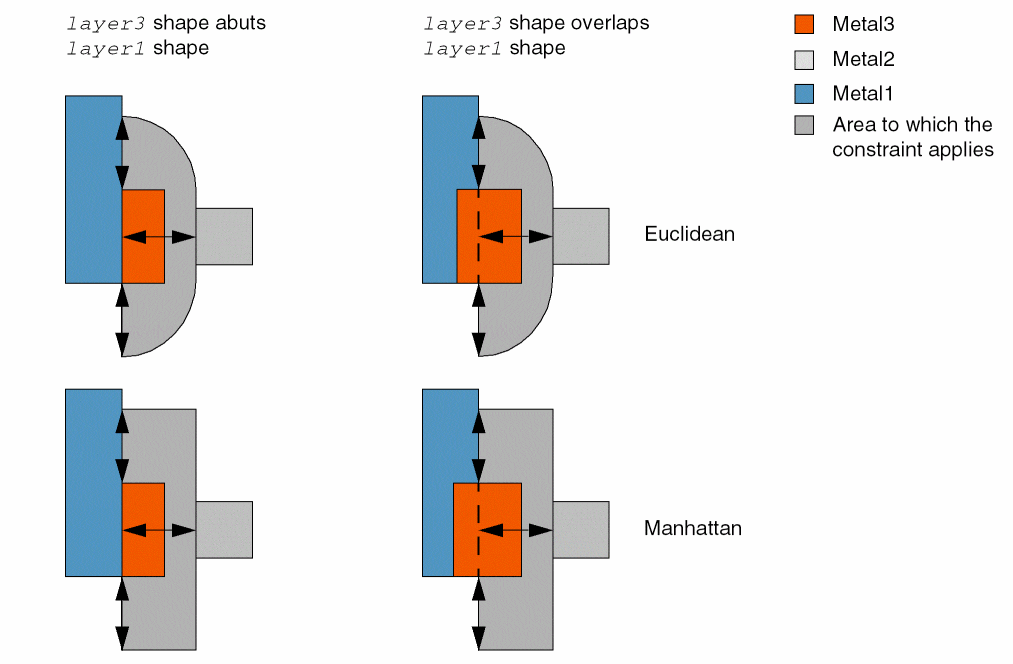 layer3 shape abuts
layer1 shape
layer3 shape overlaps
layer1 shape
Metal3
Metal2
Metal1
Area to which the
constraint applies
Euclidean
Manhattan